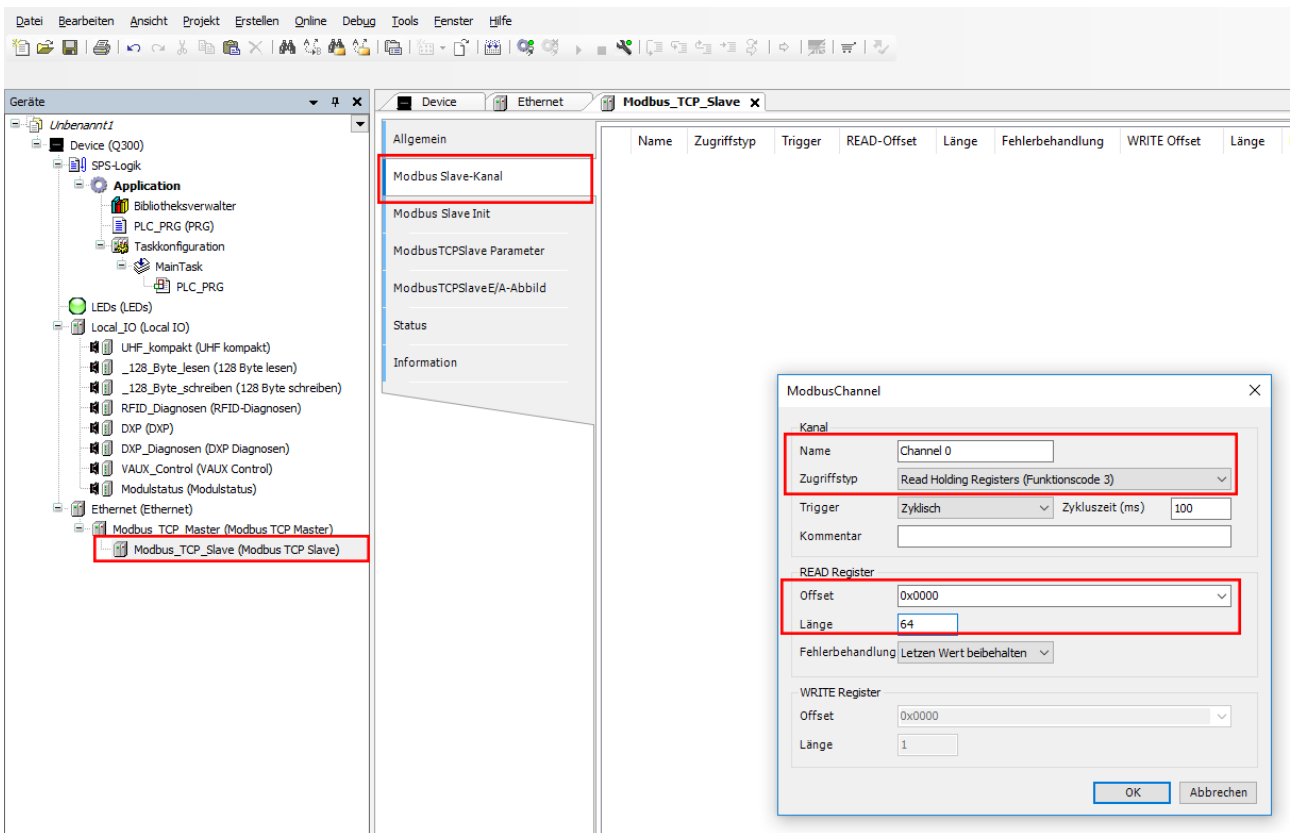 Datei Bearbeiten Ansicht Projekt Erstellen Online Debug Tools Fenster Hilfe
Geräte
Unbenannt1
Device (Q300)
SPS-Logik
Application
Bibliotheksverwalter
PLC_PRG (PRG)
Taskkonfiguration
MainTask
PLC_PRG
LEDs (LEDs)
Local_IO (Local IO)
UHF_kompakt (UHF kompakt)
_128_Byte_lesen (128 Byte lesen)
_128_Byte_schreiben (128 Byte schreiben)
RFID_Diagnosen (RFID-Diagnosen)
DXP (DXP)
DXP_Diagnosen (DXP Diagnosen)
VAUX_Control (VAUX Control)
Modulstatus (Modulstatus)
Ethernet (Ethernet)
Modbus_TCP_Master (Modbus TCP Master)
Modbus_TCP_Slave (Modbus TCP Slave)
Device Ethernet Modbus_TCP_Slave
Allgemein
Modbus Slave-Kanal
Modbus Slave Init
ModbusTCPSlave Parameter
ModbusTCPSlaveE/A-Abbild
Status
Information
Name Zugriffstyp Trigger READ-Offset Länge Fehlerbehandlung WRITE Offset Länge
ModbusChannel
Kanal
Name Channel 0
Zugriffstyp Read Holding Registers (Funktionscode 3)
Trigger Zyklisch Zykluszeit (ms) 100
Kommentar
READ Register
Offset 0x0000
Länge 64
Fehlerbehandlung Letzen Wert beibehalten
WRITE Register
Offset 0x0000
Länge 1
OK Abbrechen